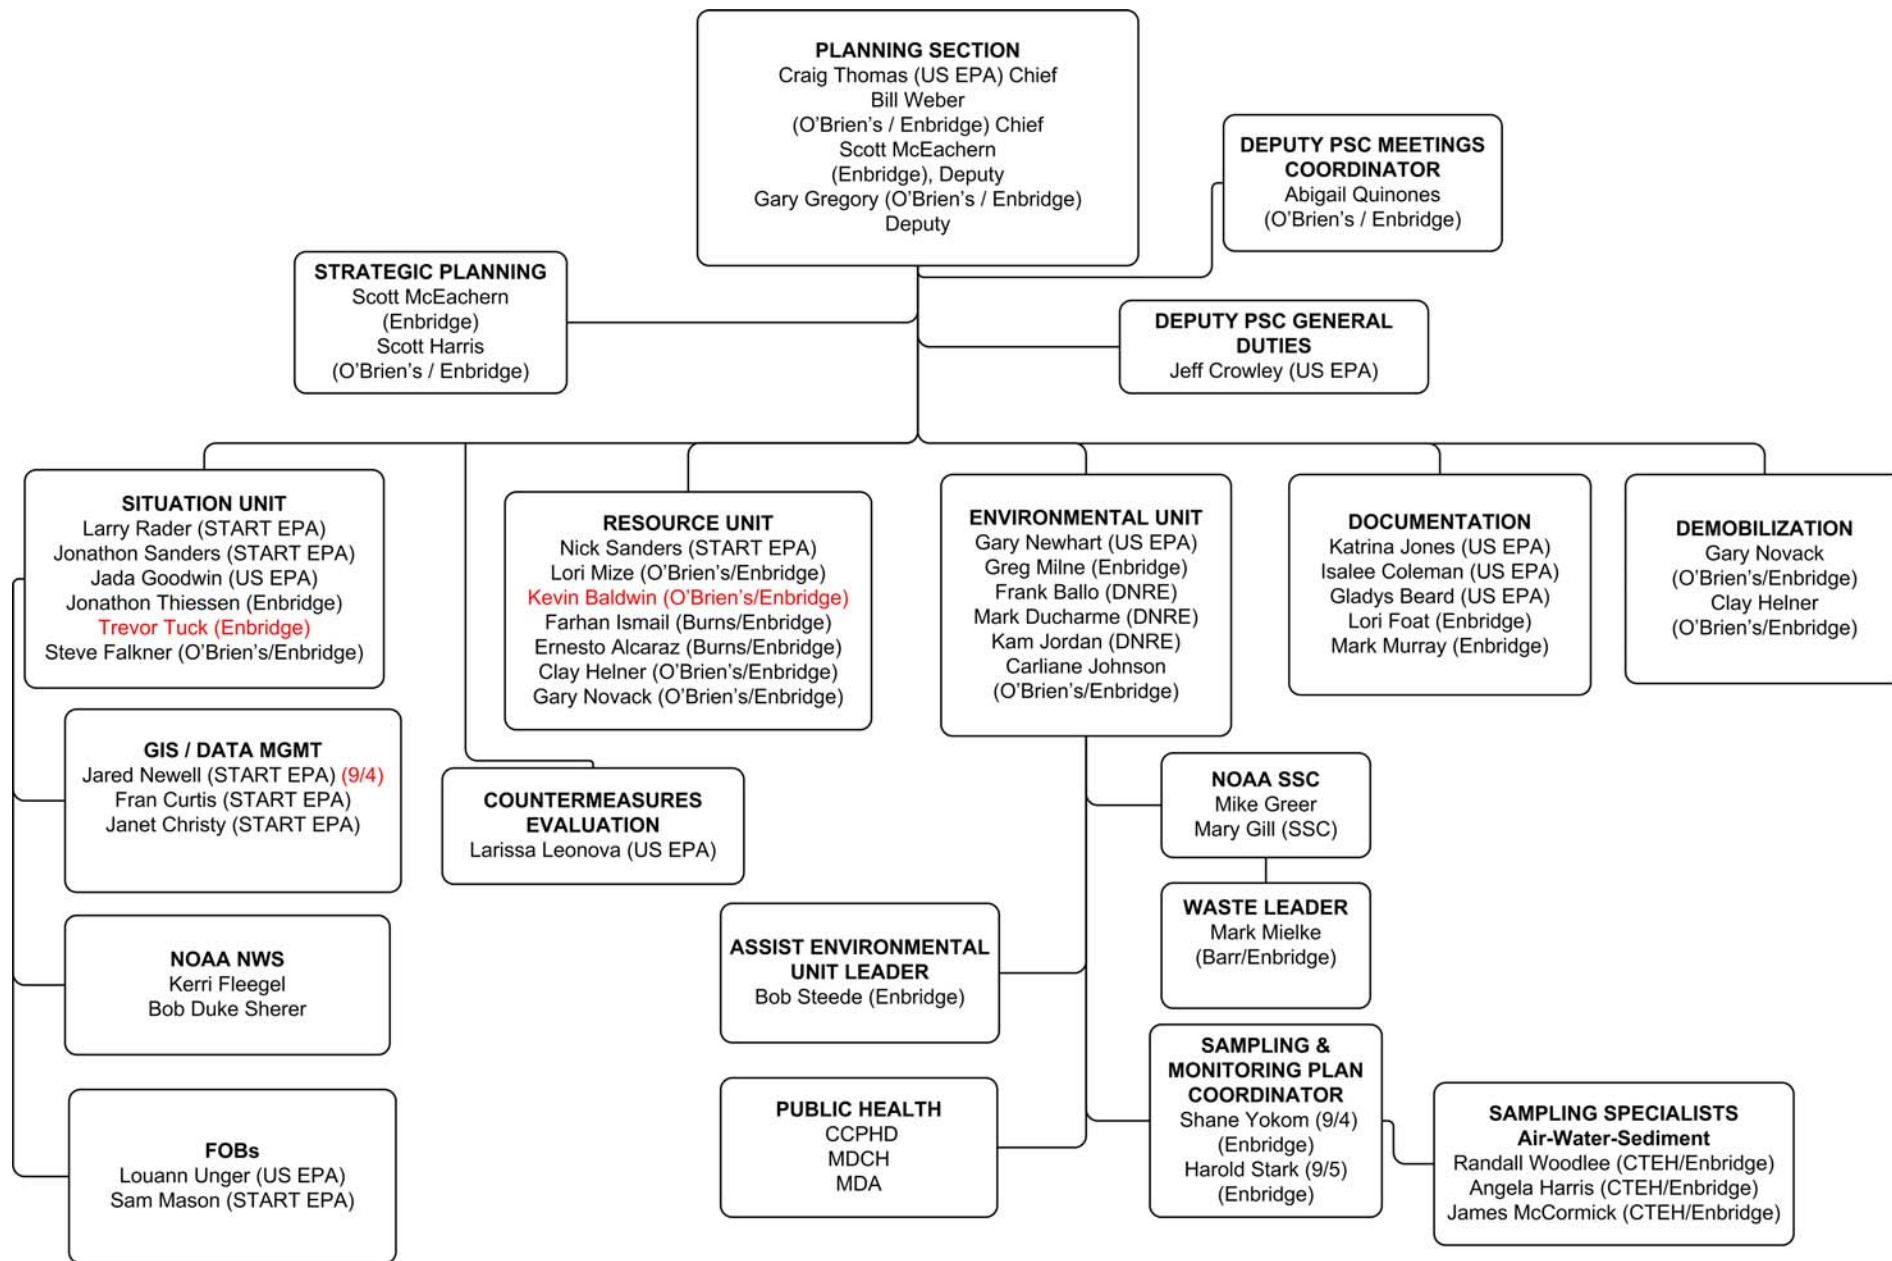 PLANNING SECTION
Craig Thomas (US EPA) Chief
Bill Weber
(O'Brien's / Enbridge) Chief
Scott McEachern
(Enbridge), Deputy
Gary Gregory (O'Brien's / Enbridge)
Deputy
DEPUTY PSC MEETINGS
COORDINATOR
Abigail Quinones
(O'Brien's / Enbridge)
STRATEGIC PLANNING
Scott McEachern
(Enbridge)
Scott Harris
(O'Brien's / Enbridge)
DEPUTY PSC GENERAL
DUTIES
Jeff Crowley (US EPA)
SITUATION UNIT
Larry Rader (START EPA)
Jonathon Sanders (START EPA)
Jada Goodwin (US EPA)
Jonathon Thiessen (Enbridge)
Trevor Tuck (Enbridge)
Steve Falkner (O'Brien's/Enbridge)
RESOURCE UNIT
Nick Sanders (START EPA)
Lori Mize (O'Brien's/Enbridge)
Kevin Baldwin (O'Brien's/Enbridge)
Farhan Ismail (Burns/Enbridge)
Ernesto Alcaraz (Burns/Enbridge)
Clay Helner (O'Brien's/Enbridge)
Gary Novack (O'Brien's/Enbridge)
ENVIRONMENTAL UNIT
Gary Newhart (US EPA)
Greg Milne (Enbridge)
Frank Ballo (DNRE)
Mark Ducharme (DNRE)
Kam Jordan (DNRE)
Carliane Johnson
(O'Brien's/Enbridge)
DOCUMENTATION
Katrina Jones (US EPA)
Isalee Coleman (US EPA)
Gladys Beard (US EPA)
Lori Foat (Enbridge)
Mark Murray (Enbridge)
DEMOBILIZATION
Gary Novack
(O'Brien's/Enbridge)
Clay Helner
(O'Brien's/Enbridge)
GIS / DATA MGMT
Jared Newell (START EPA) (9/4)
Fran Curtis (START EPA)
Janet Christy (START EPA)
COUNTERMEASURES
EVALUATION
Larissa Leonova (US EPA)
NOAA SSC
Mike Greer
Mary Gill (SSC)
WASTE LEADER
Mark Mielke
(Barr/Enbridge)
NOAA NWS
Kerri Fleegel
Bob Duke Sherer
ASSIST ENVIRONMENTAL
UNIT LEADER
Bob Steede (Enbridge)
FOBs
Louann Unger (US EPA)
Sam Mason (START EPA)
PUBLIC HEALTH
CCPHD
MDCH
MDA
SAMPLING &
MONITORING PLAN
COORDINATOR
Shane Yokom (9/4)
(Enbridge)
Harold Stark (9/5)
(Enbridge)
SAMPLING SPECIALISTS
Air-Water-Sediment
Randall Woodlee (CTEH/Enbridge)
Angela Harris (CTEH/Enbridge)
James McCormick (CTEH/Enbridge)